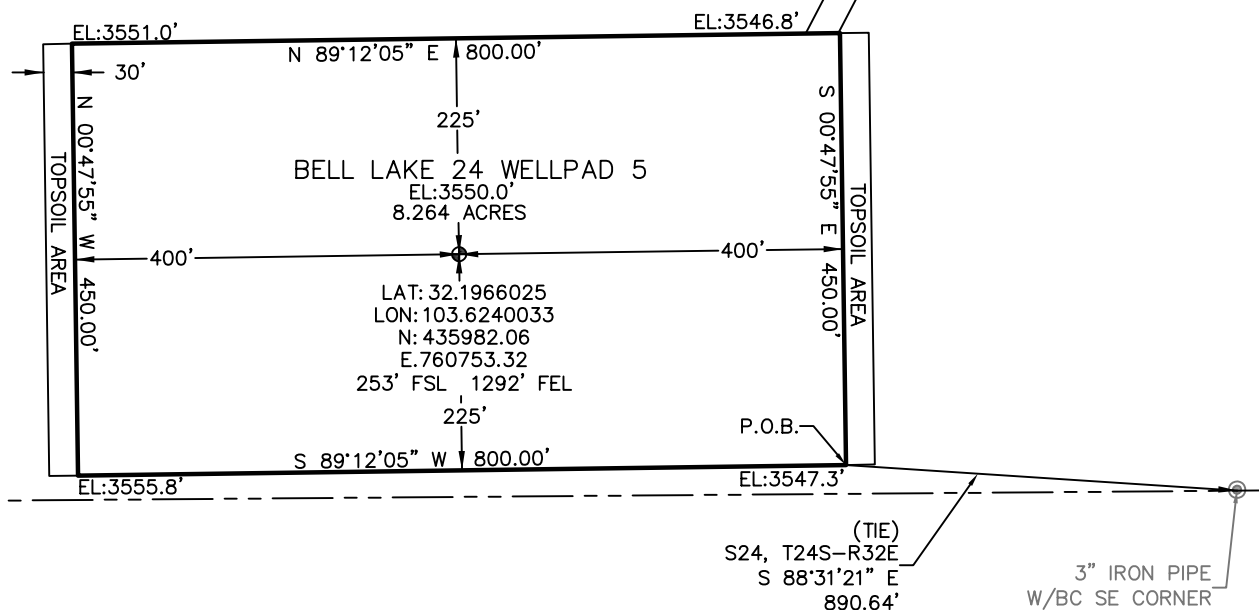 EL:3551.0'
EL:3546.8'
N 89°12'05" E 800.00'
30'
N 00°47'55" W 450.00'
TOPSOIL AREA
225'
S 00°47'55" E 450.00'
TOPSOIL AREA
BELL LAKE 24 WELLPAD 5
EL:3550.0'
8.264 ACRES
400'
400'
LAT: 32.1966025
LON: 103.6240033
N: 435982.06
E.760753.32
253' FSL 1292' FEL
225'
P.O.B.
S 89°12'05" W 800.00'
EL:3555.8'
EL:3547.3'
(TIE)
S24, T24S-R32E
S 88°31'21" E
890.64'
3" IRON PIPE
W/BC SE CORNER